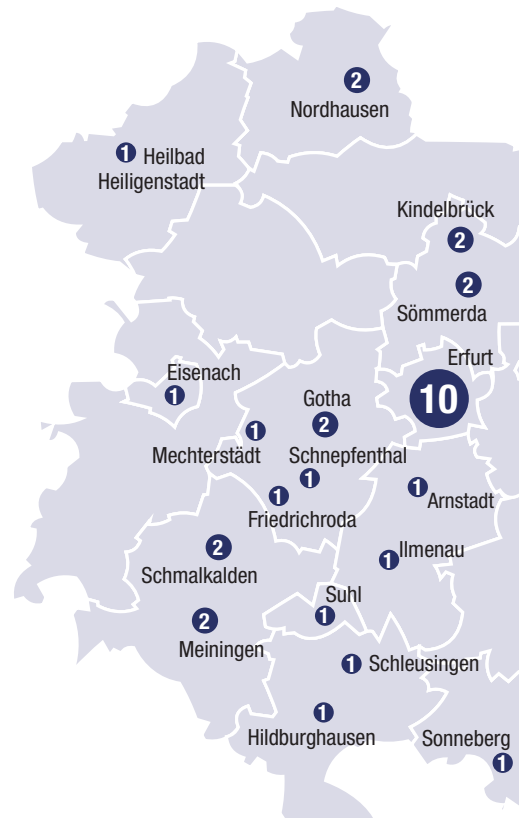 2
Nordhausen
1 Heilbad
Heiligenstadt
Kindelbrück
2
2
Sömmerda
Erfurt
10
Eisenach
1
Gotha
2
1
Mechterstädt
Schnepfenthal
1
1
Friedrichroda
1
Arnstadt
Ilmenau
1
2
Schmalkalden
Suhl
1
2
Meiningen
1 Schleusingen
1
Hildburghausen
Sonneberg
1